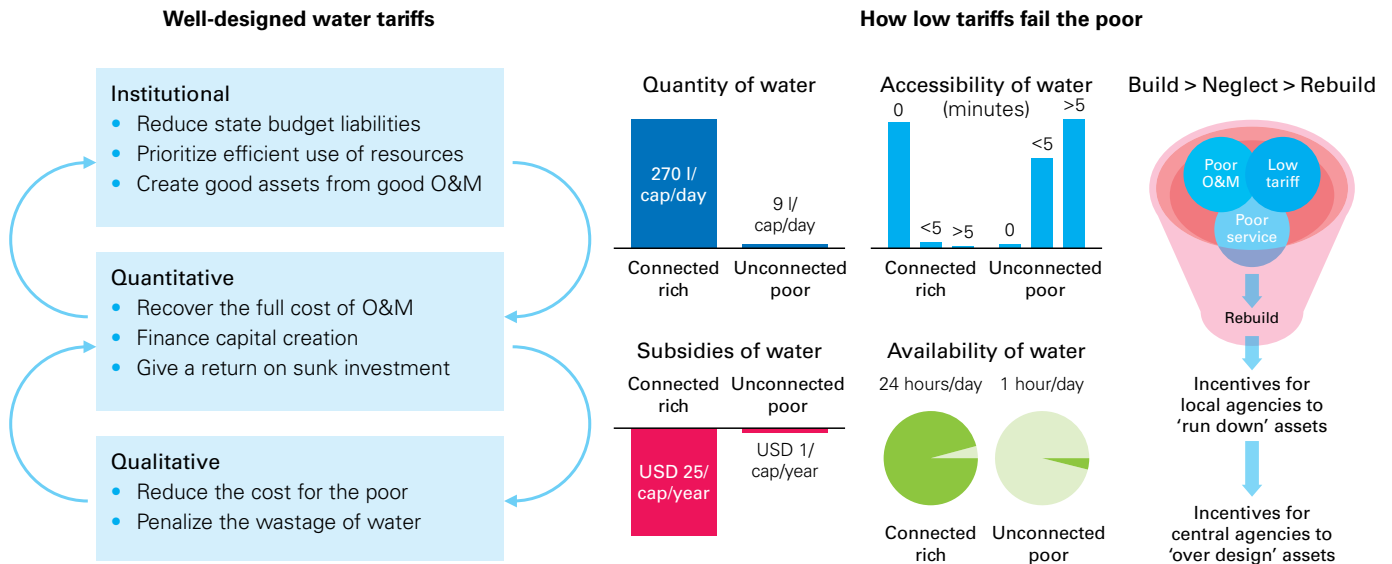 Well-designed water tariffs
Institutional
• Reduce state budget liabilities
• Prioritize efficient use of resources
• Create good assets from good O&M
Quantitative
• Recover the full cost of O&M
• Finance capital creation
• Give a return on sunk investment
Qualitative
• Reduce the cost for the poor
• Penalize the wastage of water
How low tariffs fail the poor
Quantity of water
270 l/
cap/day
9 l/
cap/day
Connected
rich
Unconnected
poor
Accessibility of water
(minutes)
0
<5
>5
0
<5
>5
Connected
rich
Unconnected
poor
Subsidies of water
Connected
rich
Unconnected
poor
USD 25/
cap/year
USD 1/
cap/year
Availability of water
24 hours/day
1 hour/day
Connected
rich
Unconnected
poor
Build > Neglect > Rebuild
Poor
O&M
Low
tariff
Poor
service
Rebuild
Incentives for
local agencies to
‘run down’ assets
Incentives for
central agencies to
‘over design’ assets